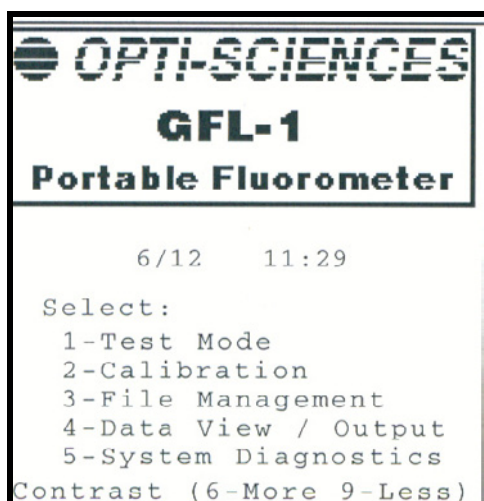 OPTI-SCIENCES
GFL-1
Portable Fluorometer
6/12 11:29
Select:
1-Test Mode
2-Calibration
3-File Management
4-Data View / Output
5-System Diagnostics
Contrast (6-More 9-Less)